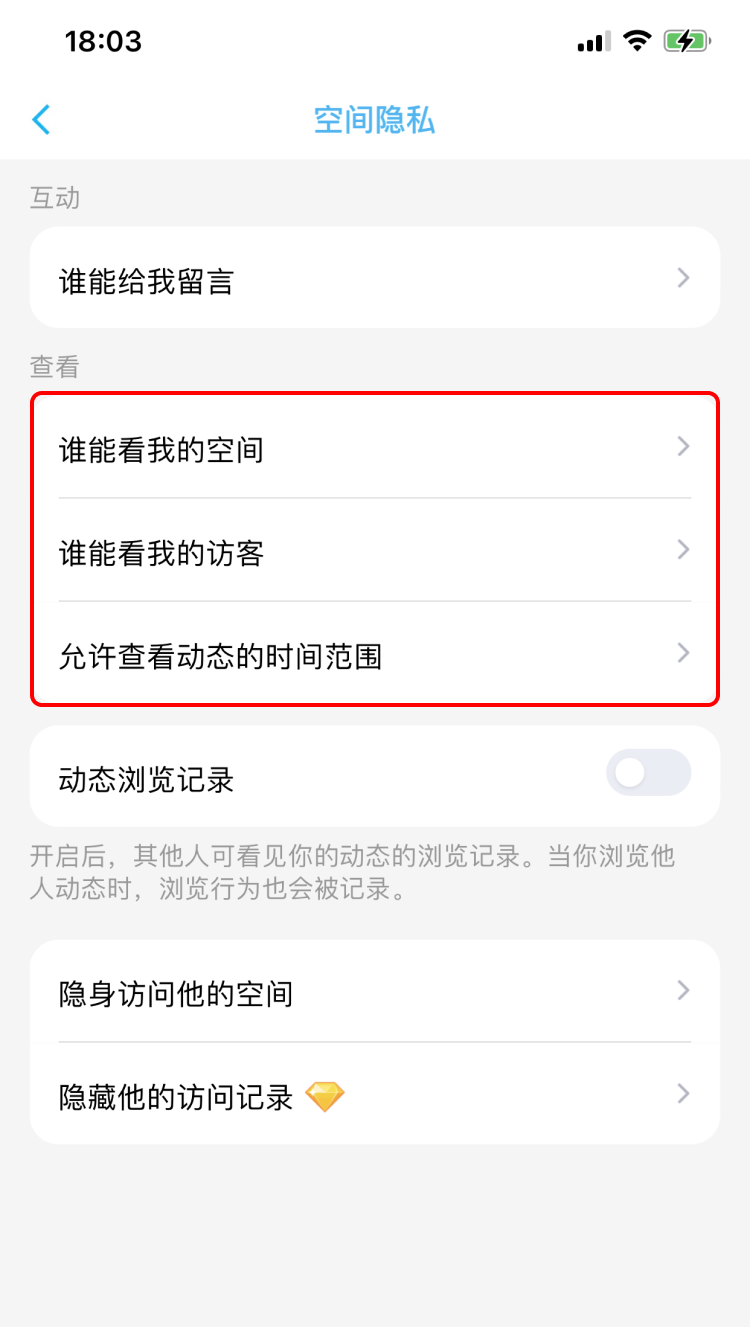 18:03
空间隐私
互动
谁能给我留言
查看
谁能看我的空间
谁能看我的访客
允许查看动态的时间范围
动态浏览记录
开启后，其他人可看见你的动态的浏览记录。当你浏览他
人动态时，浏览行为也会被记录。
隐身访问他的空间
隐藏他的访问记录